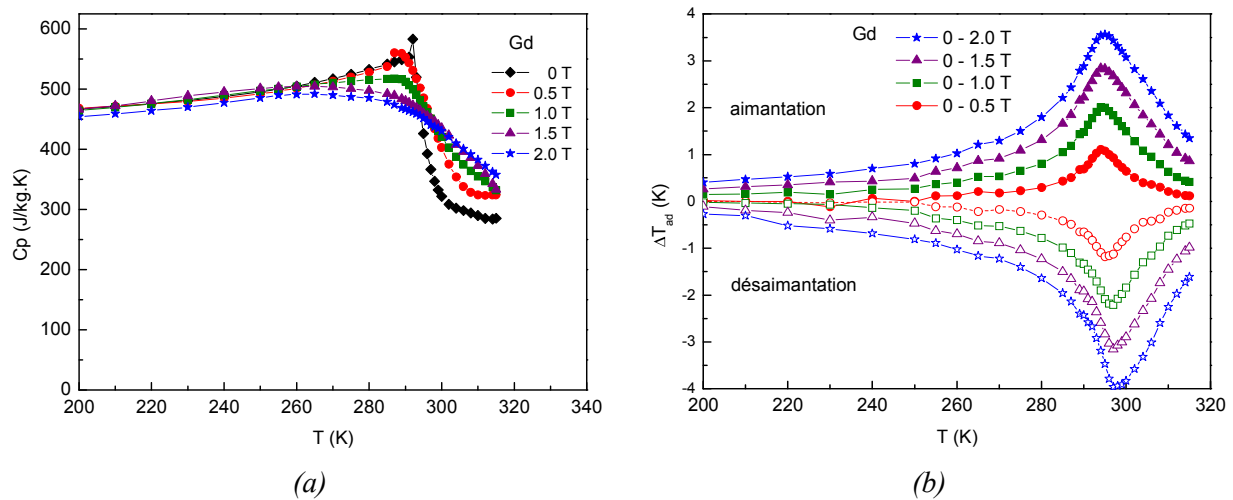 600
500
400
300
200
100
0
Cp (J/kg.K)
200 220 240 260 280 300 320 340
T (K)
Gd
0 T
0.5 T
1.0 T
1.5 T
2.0 T
(a)
4
3
2
1
0
-1
-2
-3
-4
ΔT_ad (K)
200 220 240 260 280 300 320
T (K)
Gd
0 - 2.0 T
0 - 1.5 T
0 - 1.0 T
0 - 0.5 T
aimantation
désaimantation
(b)